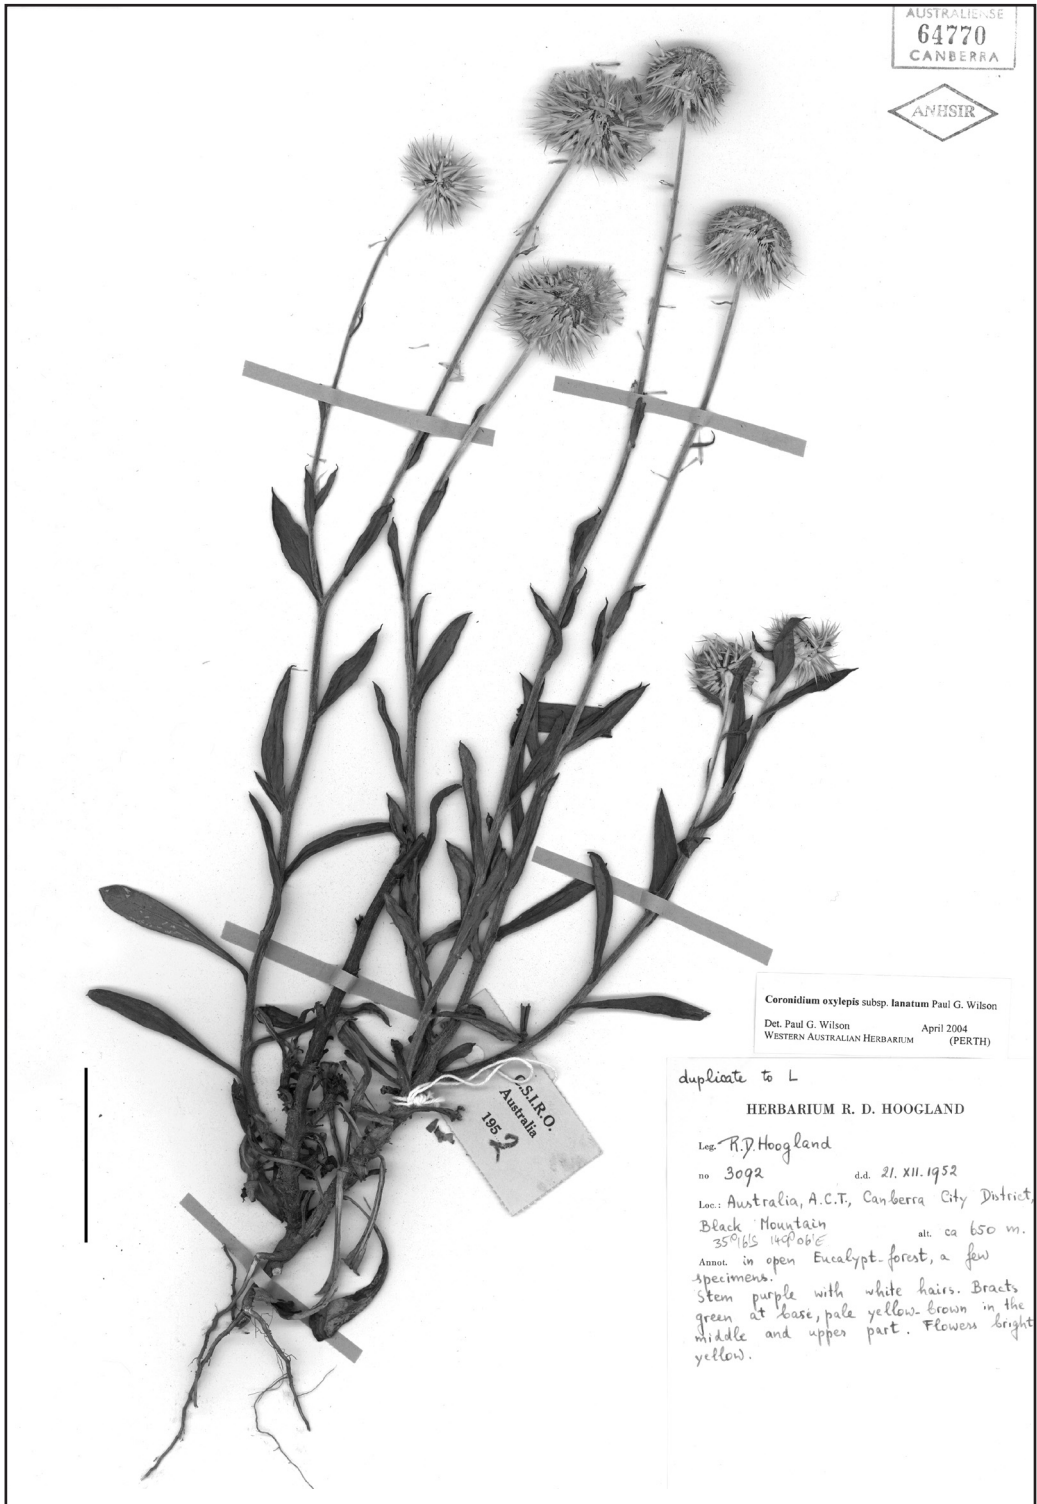 AUSTRALIENSE
64770
CANBERRA
ANHSIR
Coronidium oxylepis subsp. lanatum Paul G. Wilson
Det. Paul G. Wilson April 2004
WESTERN AUSTRALIAN HERBARIUM (PERTH)
duplicate to L
HERBARIUM R. D. HOOGLAND
Leg. R.D. Hoogland
no 3092 d.d. 21. XII. 1952
Loc.: Australia, A.C.T., Canberra City District,
Black Mountain
35°16'S 149°06'E alt. ca 650 m.
Annot. in open Eucalypt-forest, a few
specimens.
Stem purple with white hairs. Bracts
green at base, pale yellow-brown in the
middle and upper part. Flowers bright
yellow.
C.S.I.R.O.
Australia
1952